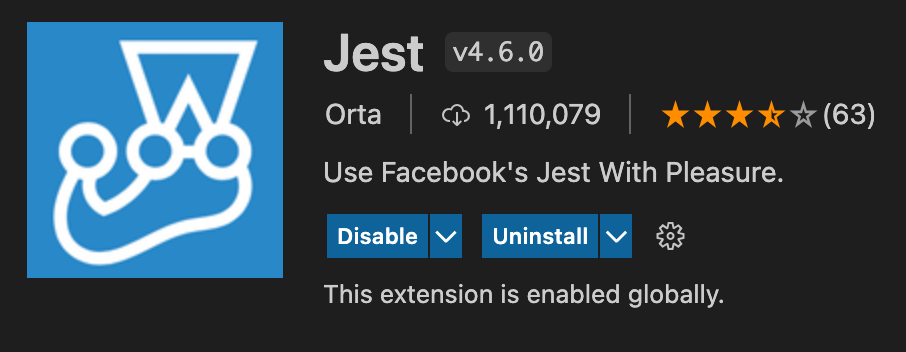 Jest v4.6.0
Orta 1,110,079 (63)
Use Facebook's Jest With Pleasure.
Disable Uninstall
This extension is enabled globally.